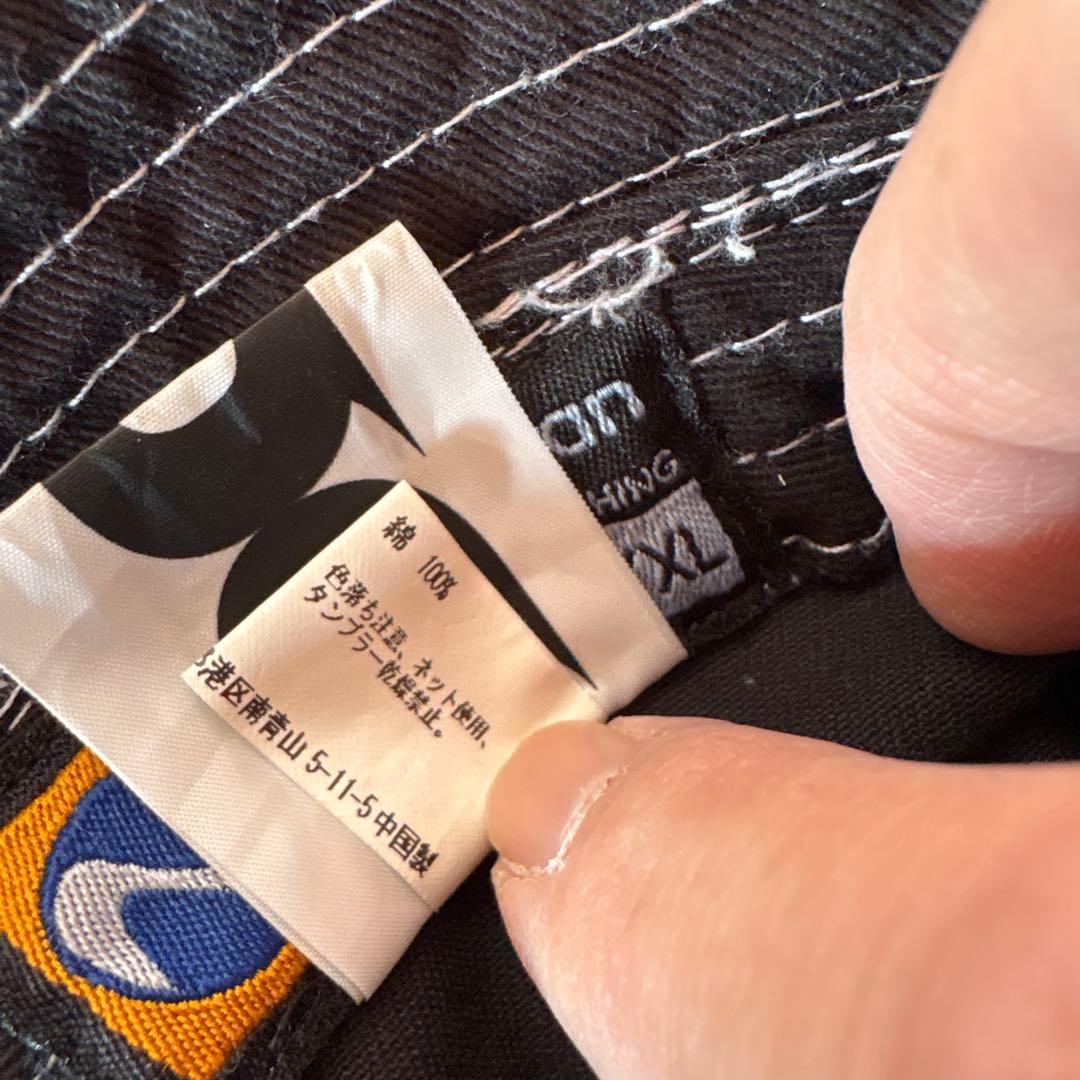 綿 100%
色落ち注意、ネット使用、
タンブラー乾燥禁止。
港区南青山 5-11-5 中国製
an
HING
XL